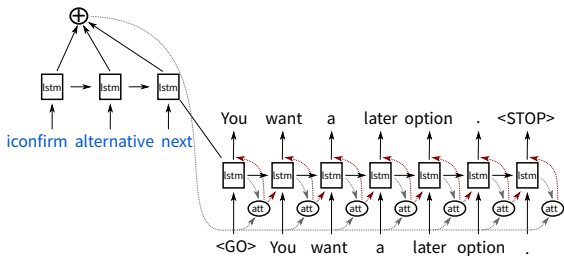 lstm lstm lstm
iconfirm alternative next
You want a later option . <STOP>
lstm lstm lstm lstm lstm lstm lstm
att att att att att att att
<GO> You want a later option .